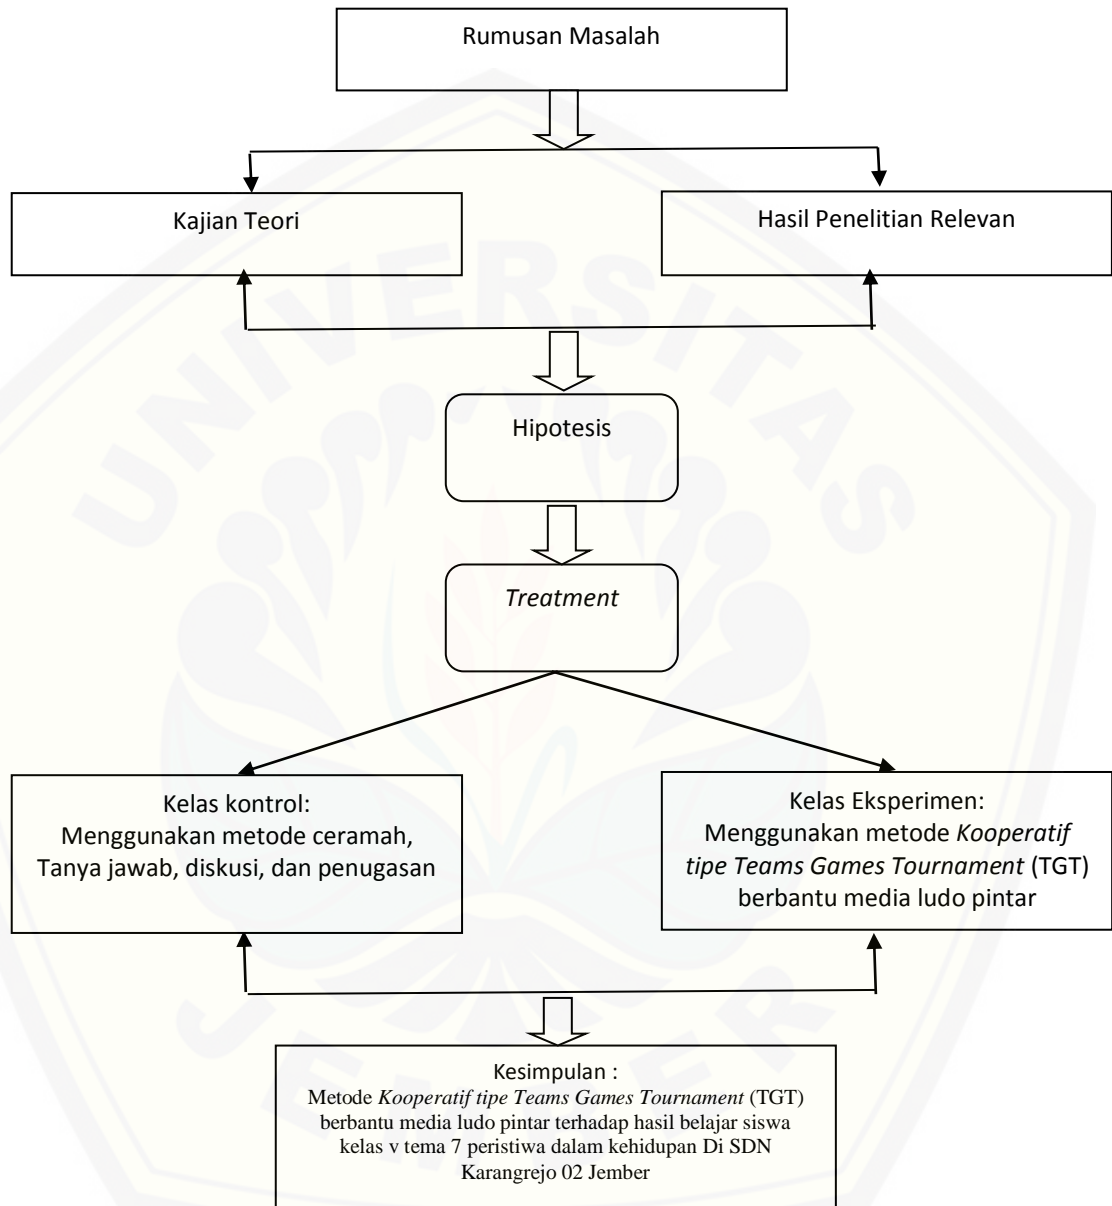 Rumusan Masalah
Kajian Teori
Hasil Penelitian Relevan
Hipotesis
Treatment
Kelas kontrol:
Menggunakan metode ceramah,
Tanya jawab, diskusi, dan penugasan
Kelas Eksperimen:
Menggunakan metode Kooperatif
tipe Teams Games Tournament (TGT)
berbantu media ludo pintar
Kesimpulan :
Metode Kooperatif tipe Teams Games Tournament (TGT)
berbantu media ludo pintar terhadap hasil belajar siswa
kelas v tema 7 peristiwa dalam kehidupan Di SDN
Karangrejo 02 Jember
UNIVERSITAS
JEMBER